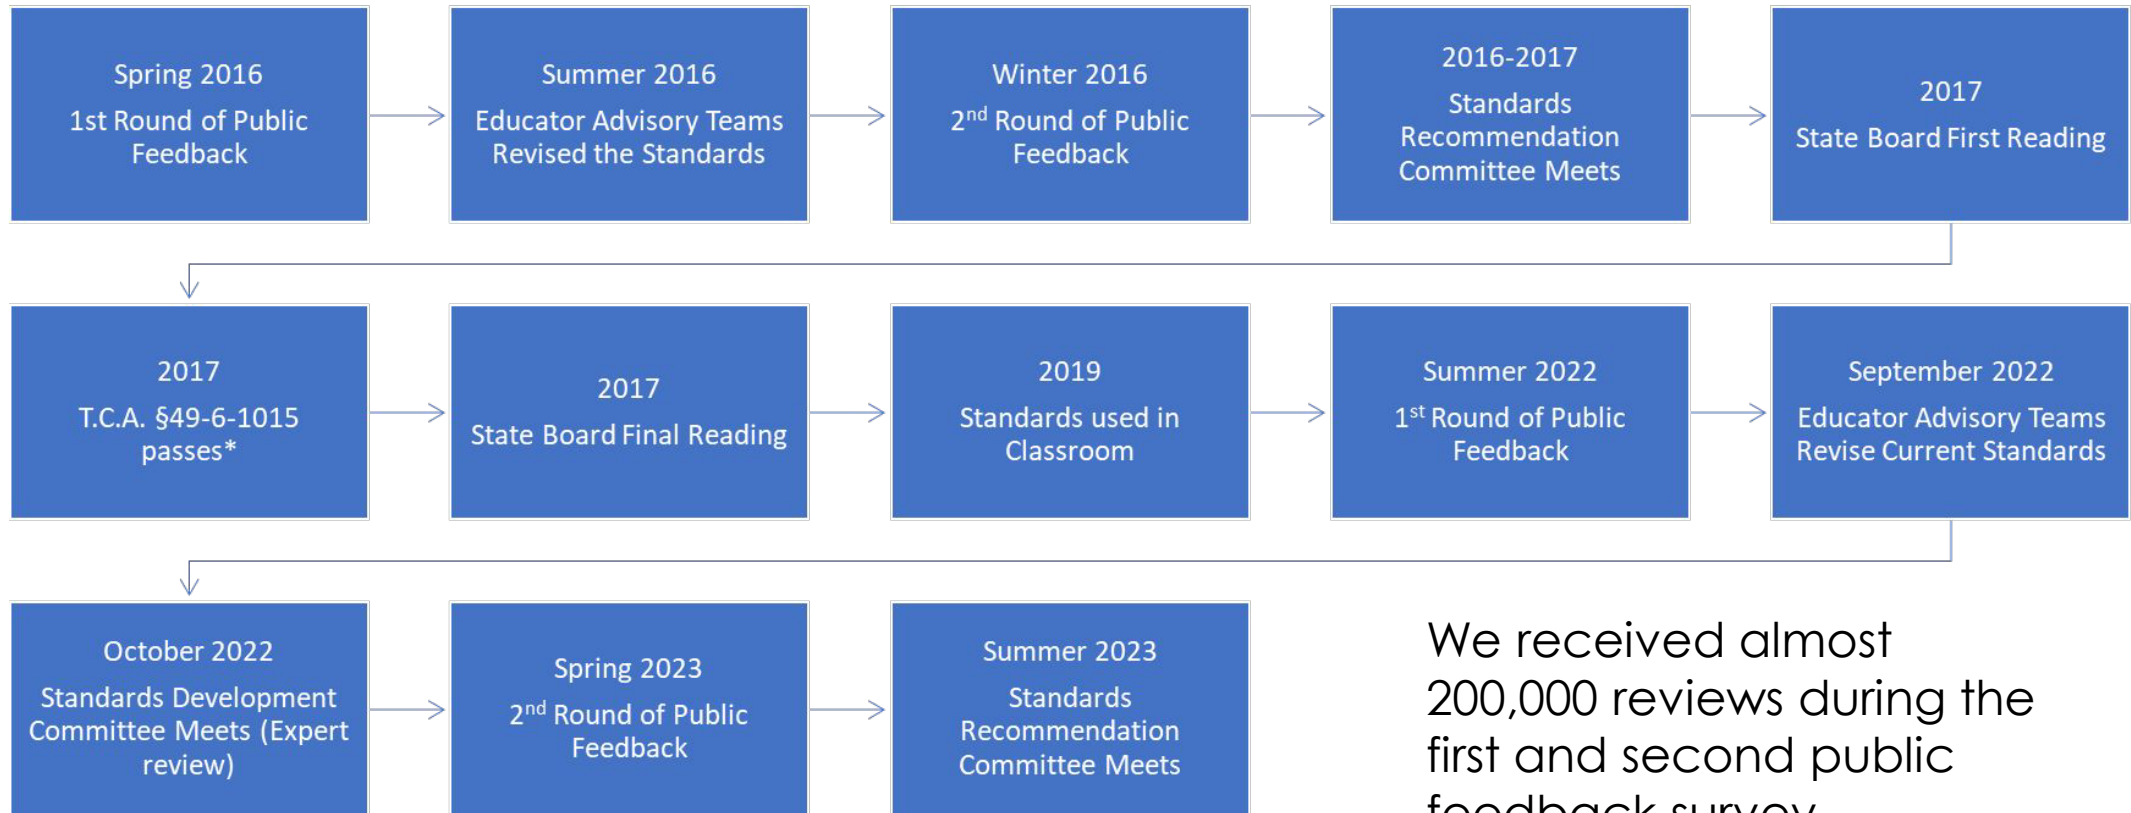 Spring 2016
1st Round of Public
Feedback
Summer 2016
Educator Advisory Teams
Revised the Standards
Winter 2016
2nd Round of Public
Feedback
2016-2017
Standards
Recommendation
Committee Meets
2017
State Board First Reading
2017
T.C.A. §49-6-1015
passes*
2017
State Board Final Reading
2019
Standards used in
Classroom
Summer 2022
1st Round of Public
Feedback
September 2022
Educator Advisory Teams
Revise Current Standards
October 2022
Standards Development
Committee Meets (Expert
review)
Spring 2023
2nd Round of Public
Feedback
Summer 2023
Standards
Recommendation
Committee Meets
We received almost
200,000 reviews during the
first and second public
feedback survey